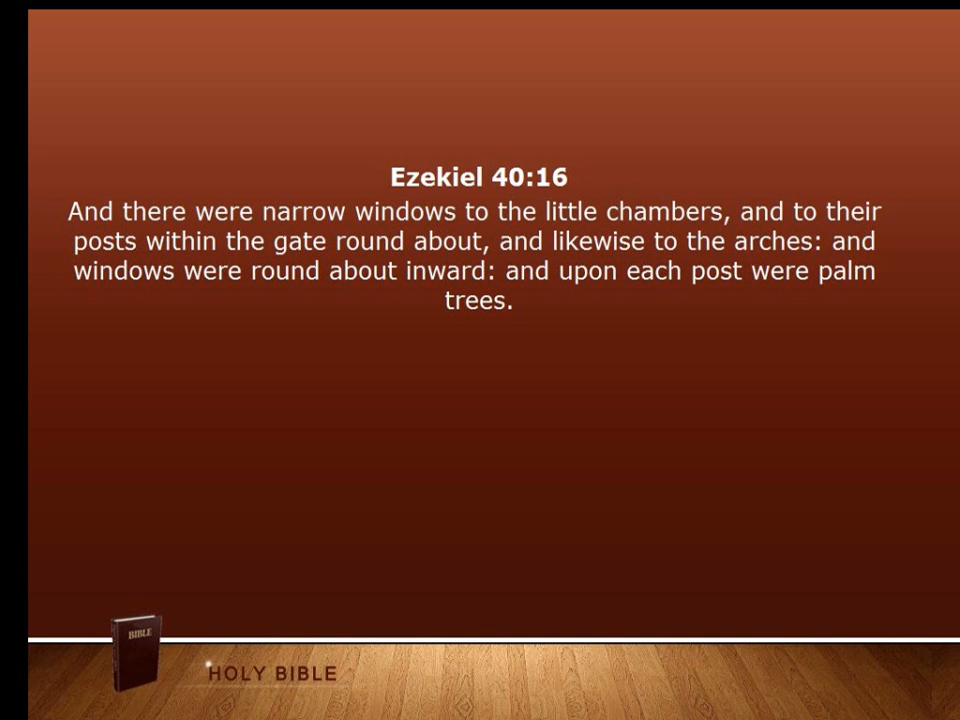 Ezekiel 40:16
And there were narrow windows to the little chambers, and to their
posts within the gate round about, and likewise to the arches: and
windows were round about inward: and upon each post were palm
trees.
BIBLE
HOLY BIBLE